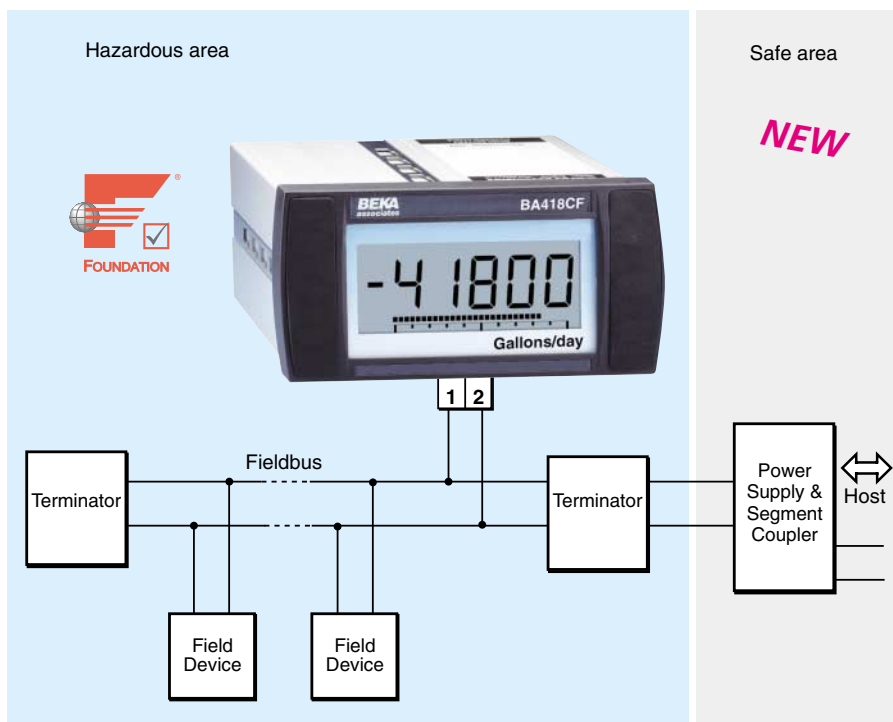 Hazardous area
Safe area
NEW
®
FOUNDATION
BEKA
associates
BA418CF
-41800
Gallons/day
1 2
Fieldbus
Terminator
Terminator
Power
Supply &
Segment
Coupler
Host
Field
Device
Field
Device